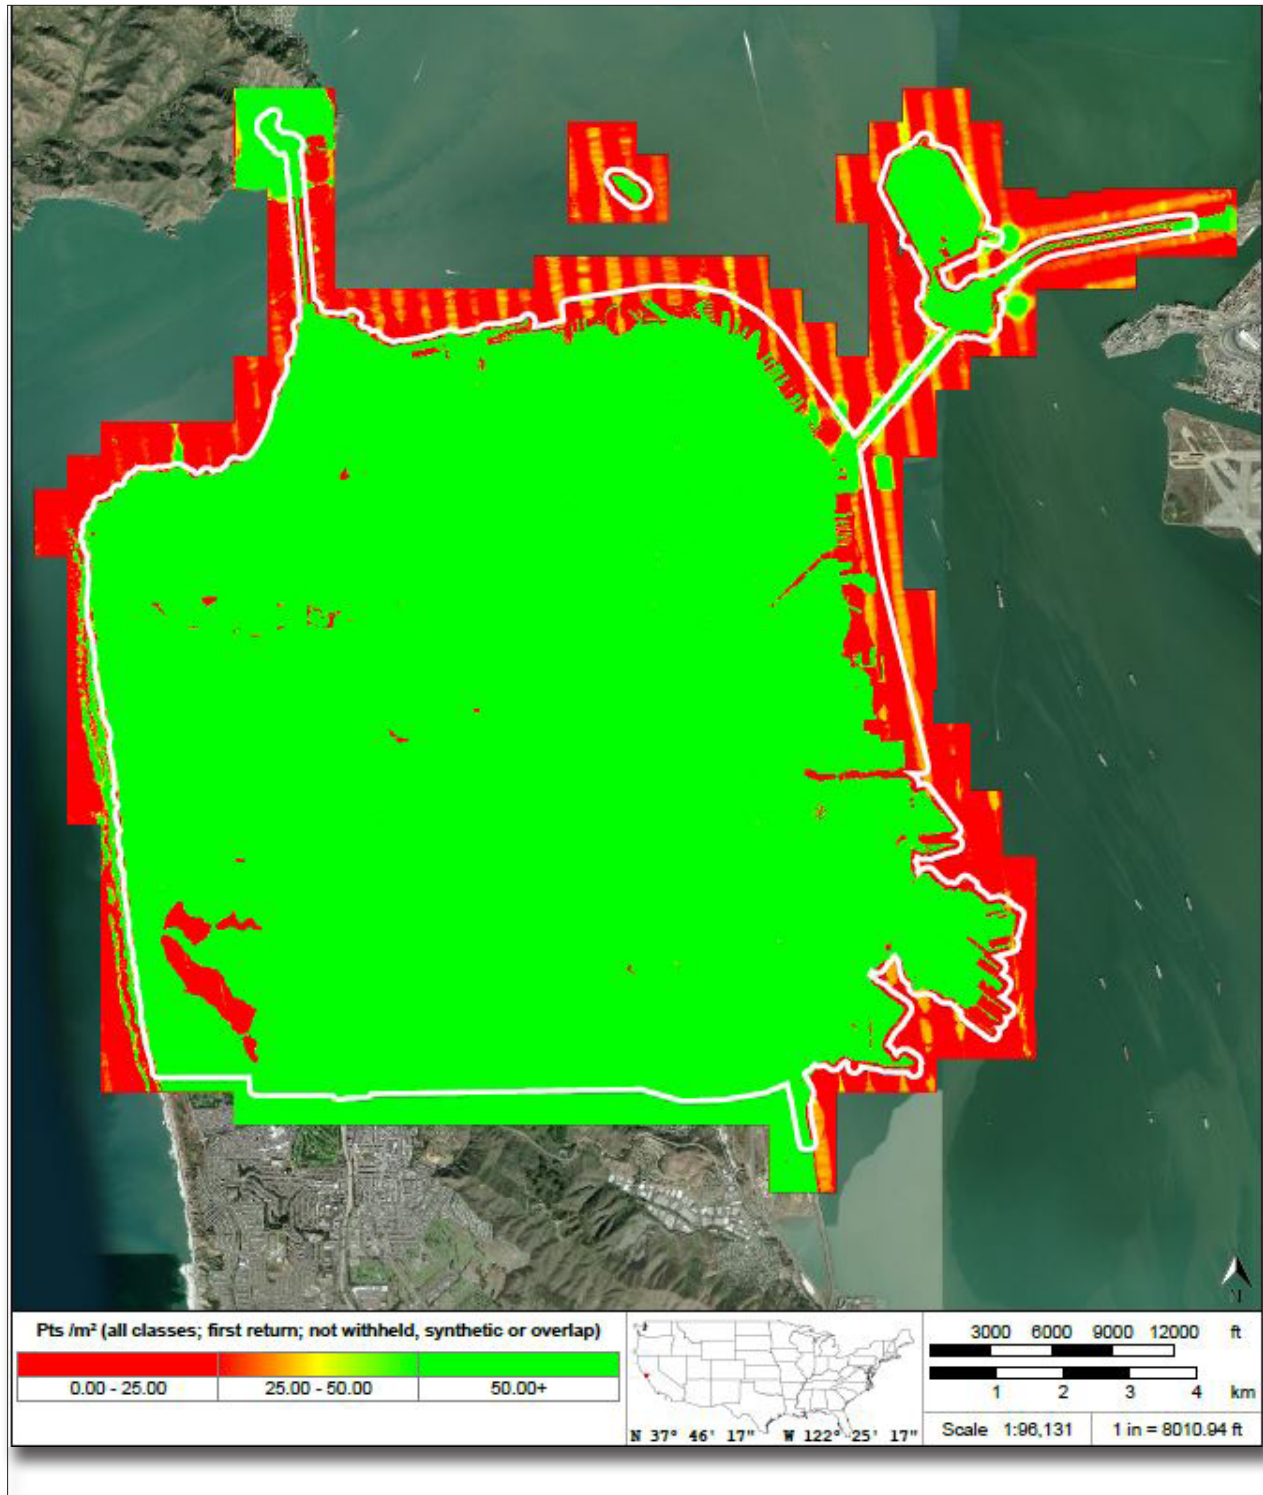 N
Pts /m² (all classes; first return; not withheld, synthetic or overlap)
0.00 - 25.00 25.00 - 50.00 50.00+
N 37° 46' 17" W 122° 25' 17"
3000 6000 9000 12000 ft
1 2 3 4 km
Scale 1:96,131 1 in = 8010.94 ft